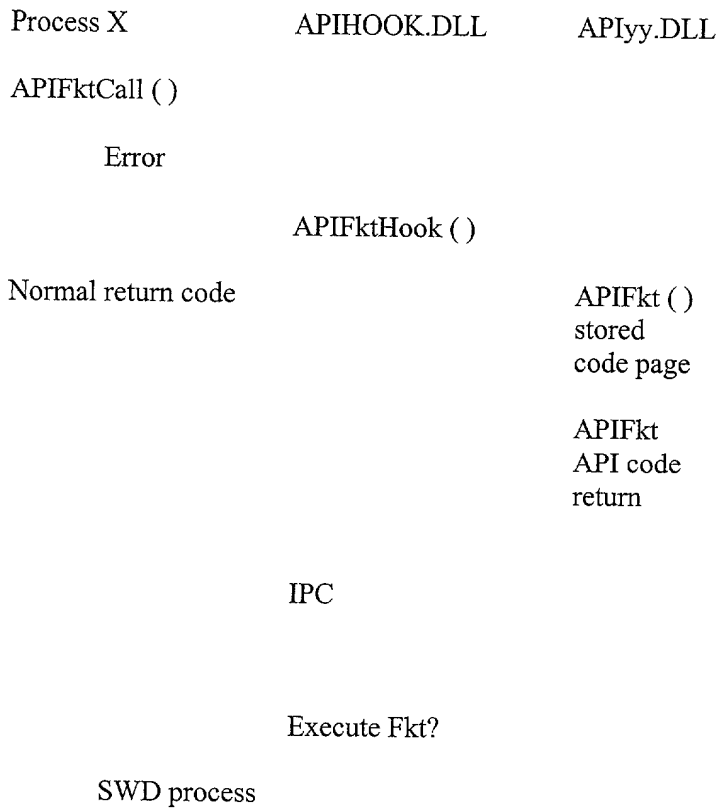 Process X APIHOOK.DLL APIyy.DLL
APIFktCall ( )
Error
APIFktHook ( )
Normal return code
APIFkt ( )
stored
code page
APIFkt
API code
return
IPC
Execute Fkt?
SWD process